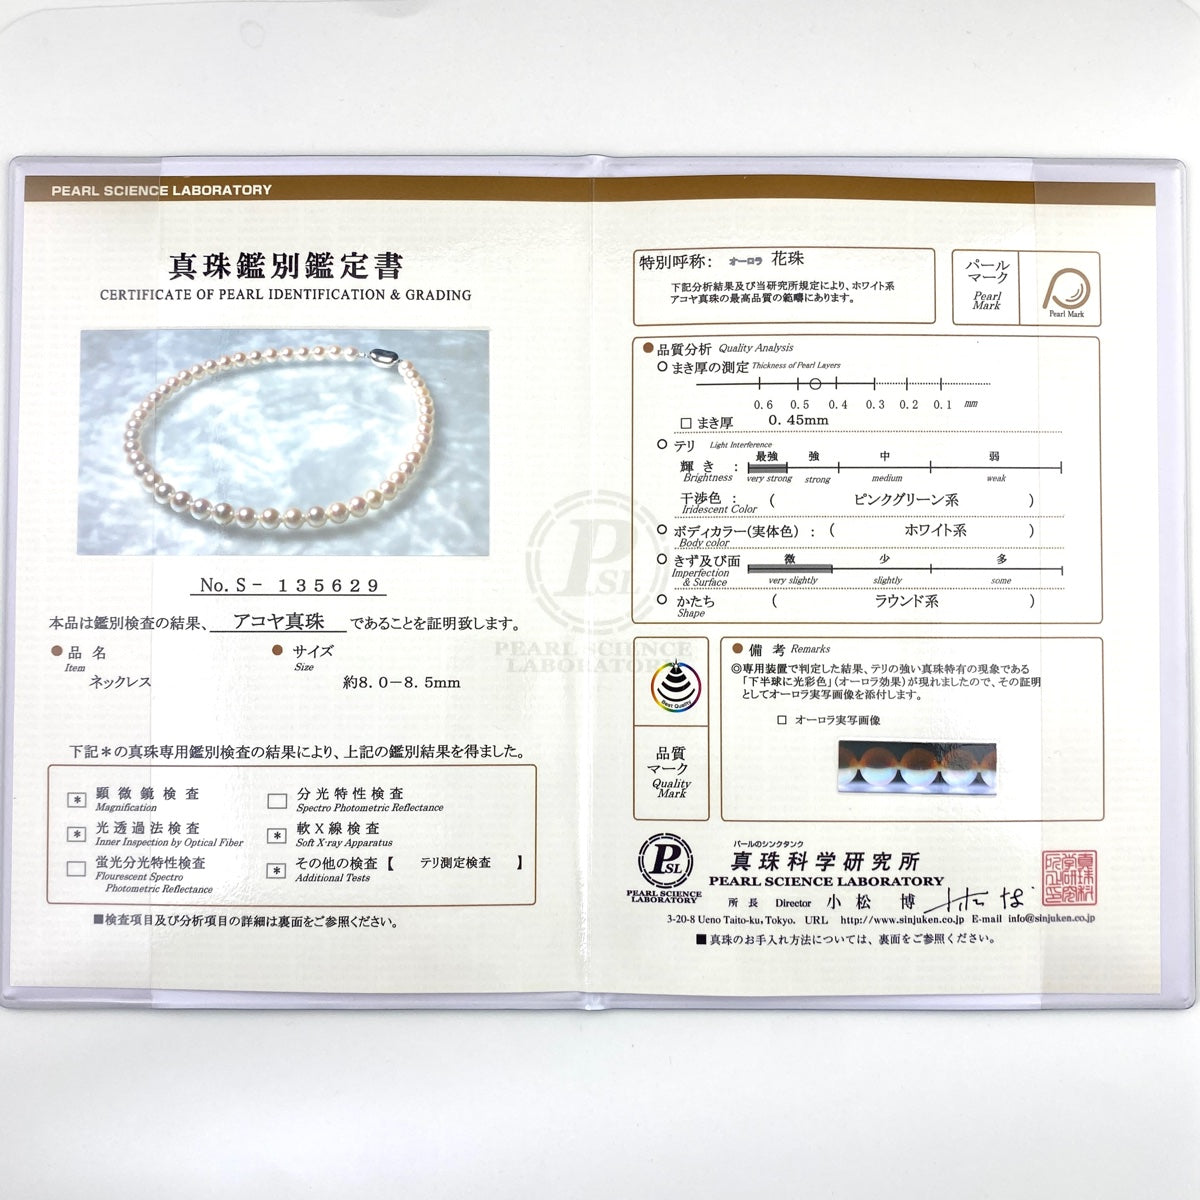 PEARL SCIENCE LABORATORY
真珠鑑別鑑定書
CERTIFICATE OF PEARL IDENTIFICATION & GRADING
No. S - 135629
本品は鑑別検査の結果、 アコヤ真珠 であることを証明致します。
● 品名
Item
ネックレス
● サイズ
Size
約8.0-8.5mm
下記*の真珠専用鑑別検査の結果により、上記の鑑別結果を得ました。
* 顕微鏡検査
Magnification
* 光透過法検査
Inner Inspection by Optical Fiber
蛍光分光特性検査
Flourescent Spectro
Photometric Reflectance
分光特性検査
Spectro Photometric Reflectance
* 軟X線検査
Soft X-ray Apparatus
* その他の検査【 テリ測定検査 】
Additional Tests
■検査項目及び分析項目の詳細は裏面をご参照ください。
特別呼称: オーロラ 花珠
下記分析結果及び当研究所規定により、ホワイト系
アコヤ真珠の最高品質の範疇にあります。
パール
マーク
Pearl
Mark
Pearl Mark
● 品質分析 Quality Analysis
○ まき厚の測定 Thickness of Pearl Layers
0.6 0.5 0.4 0.3 0.2 0.1 mm
□ まき厚 0.45mm
○ テリ Light Interference
輝き : 最強 強 中 弱
Brightness very strong strong medium weak
干渉色 : ( ピンクグリーン系 )
Iridescent Color
○ ボディカラー(実体色) : ( ホワイト系 )
Body color
○ きず及び面 微 少 多
Imperfection & Surface very slightly slightly some
○ かたち ( ラウンド系 )
Shape
PSL
PEARL SCIENCE
LABORATORY
Best Quality
品質
マーク
Quality
Mark
● 備考 Remarks
◎専用装置で判定した結果、テリの強い真珠特有の現象である
「下半球に光彩色」(オーロラ効果)が現れましたので、その証明
としてオーロラ実写画像を添付します。
□ オーロラ実写画像
PSL
PEARL SCIENCE
LABORATORY
パールのシンクタンク
真珠科学研究所
PEARL SCIENCE LABORATORY
所長 Director 小松 博
3-20-8 Ueno Taito-ku, Tokyo. URL http://www.sinjuken.co.jp E-mail info@sinjuken.co.jp
■真珠のお手入れ方法については、裏面をご参照ください。